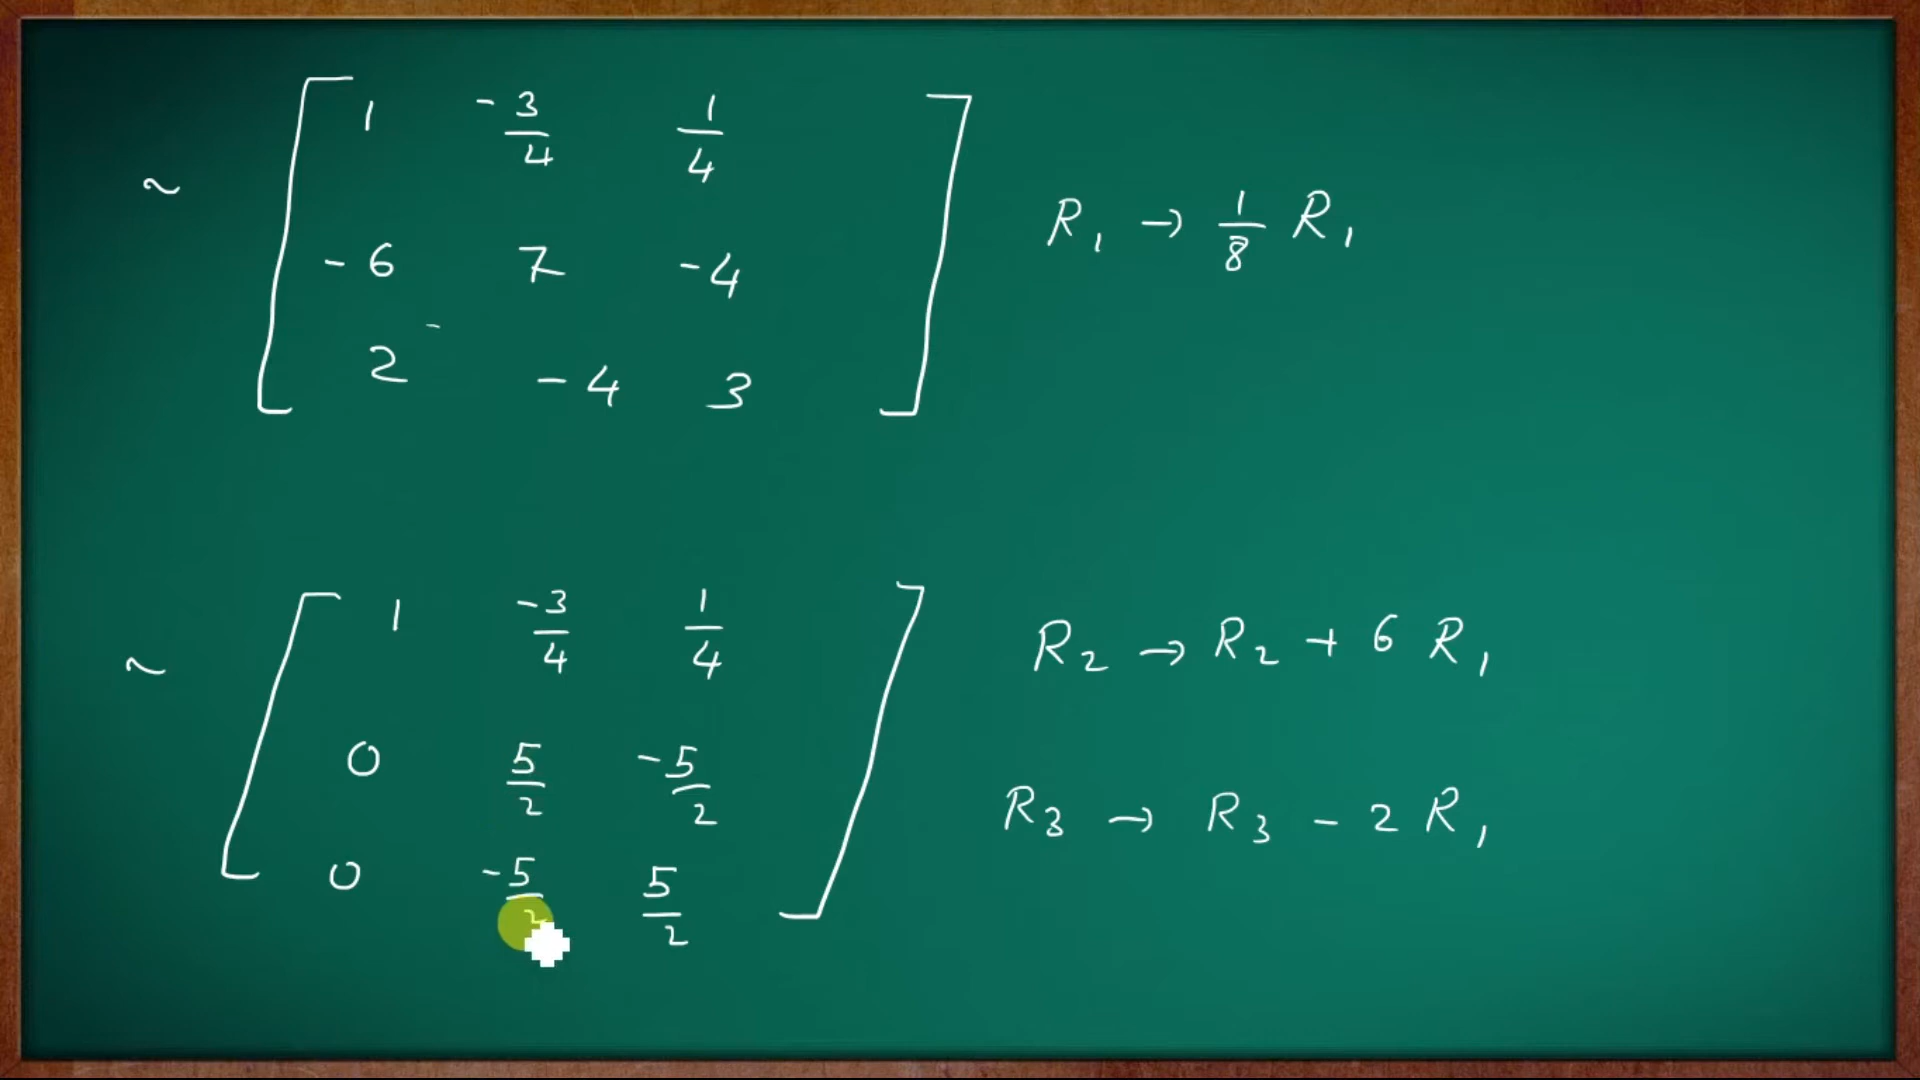 ~ [ 1 -3/4 1/4 ] R₁ → 1/8 R₁
-6 7 -4
2 -4 3
~ [ 1 -3/4 1/4 ] R₂ → R₂ + 6 R₁
0 5/2 -5/2 R₃ → R₃ - 2 R₁
0 -5/2 5/2